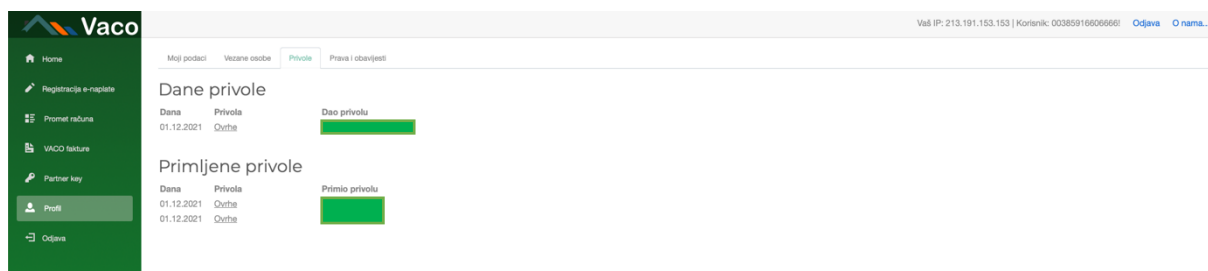 Vaco
Vaš IP: 213.191.153.153 | Korisnik: 00385916606666! Odjava O nama...
Home
Registracija e-naplate
Promet računa
VACO fakture
Partner key
Profil
Odjava
Moji podaci Vezane osobe Privole Prava i obavijesti
Dane privole
Dana Privola Dao privolu
01.12.2021 Ovrhe
Primljene privole
Dana Privola Primio privolu
01.12.2021 Ovrhe
01.12.2021 Ovrhe